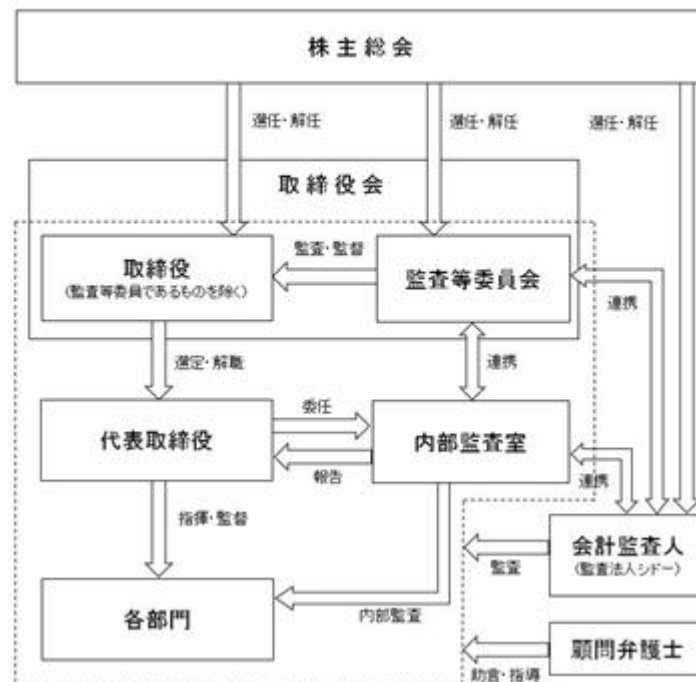 株主総会
選任・解任
選任・解任
選任・解任
取締役会
取締役
(監査等委員であるものを除く)
監査・監督
監査等委員会
連携
選定・解職
連携
代表取締役
委任
報告
内部監査室
連携
指揮・監督
会計監査人
(監査法人シドー)
監査
各部門
内部監査
顧問弁護士
助言・指導